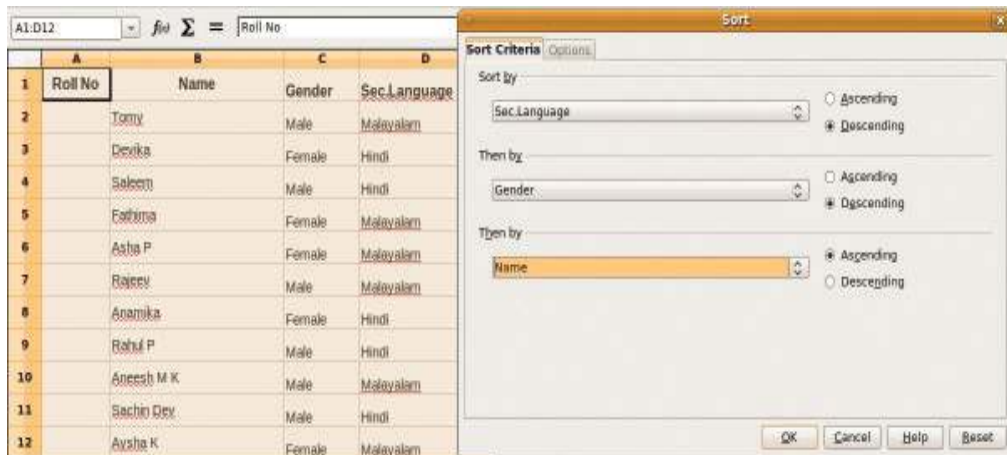 A1:D12 f(x) Σ = Roll No
A B C D
1 Roll No Name Gender Sec.Language
2 Tomy Male Malayalam
3 Devika Female Hindi
4 Saleem Male Hindi
5 Fathima Female Malayalam
6 Asha P Female Malayalam
7 Rajeev Male Malayalam
8 Anamika Female Hindi
9 Rahul P Male Hindi
10 Aneesh M K Male Malayalam
11 Sachin Dev Male Hindi
12 Aysha K Female Malayalam
Sort
Sort Criteria Options
Sort by
Sec.Language
Ascending
Descending
Then by
Gender
Ascending
Descending
Then by
Name
Ascending
Descending
OK Cancel Help Reset